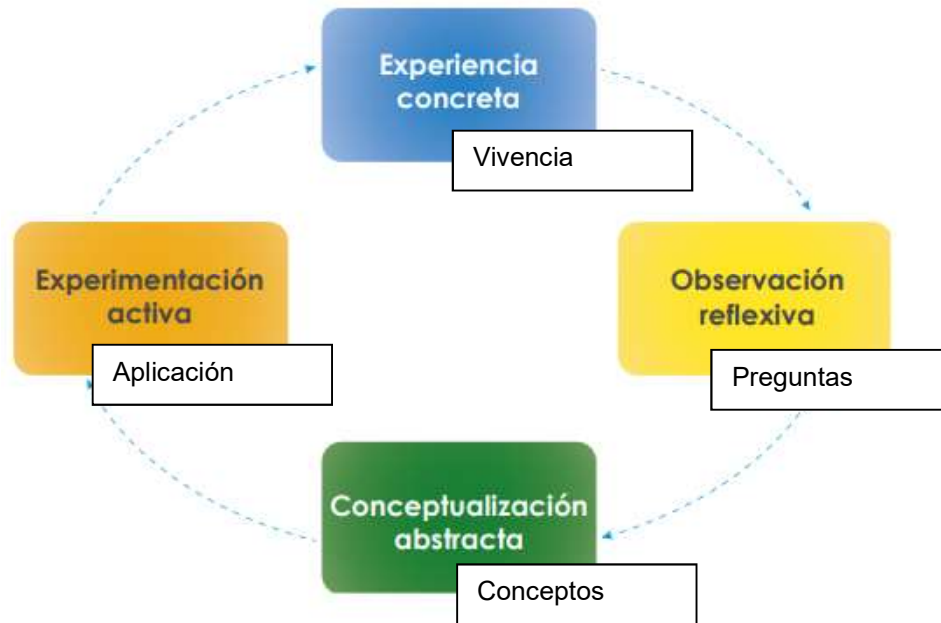 Experiencia
concreta
Vivencia
Experimentación
activa
Aplicación
Observación
reflexiva
Preguntas
Conceptualización
abstracta
Conceptos